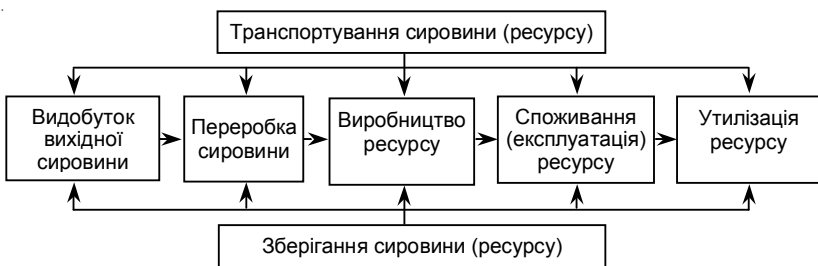 Транспортування сировини (ресурсу)
Видобуток
вихідної
сировини
Переробка
сировини
Виробництво
ресурсу
Споживання
(експлуатація)
ресурсу
Утилізація
ресурсу
Зберігання сировини (ресурсу)